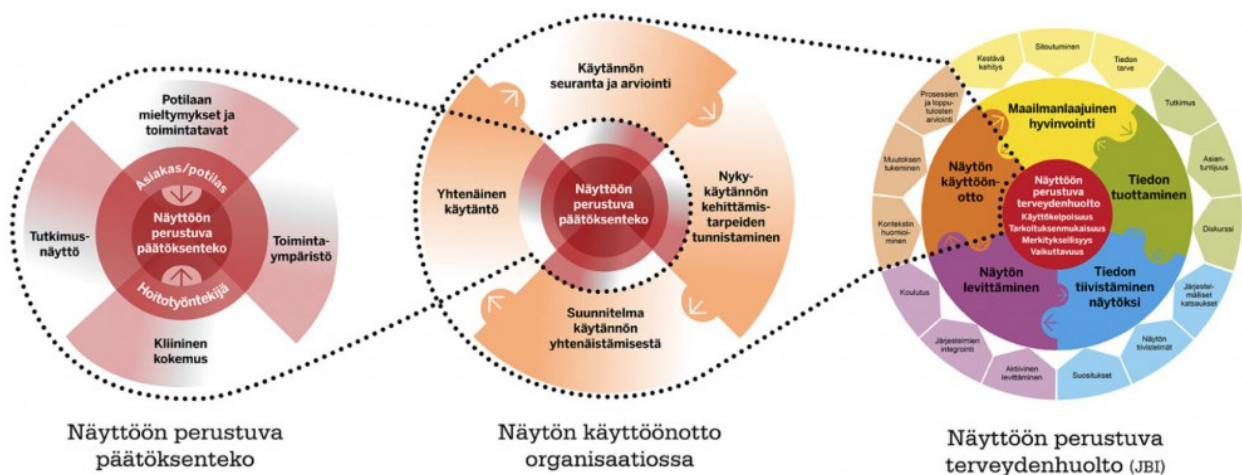 Potilaan
mieltymykset ja
toimintatavat
Asiakas/potilas
Tutkimus-
näyttö
Näyttöön
perustuva
päätöksenteko
Toiminta-
ympäristö
Hoitotyöntekijä
Kliininen
kokemus
Näyttöön perustuva
päätöksenteko
Käytännön
seuranta ja arviointi
Yhtenäinen
käytäntö
Näyttöön
perustuva
päätöksenteko
Nyky-
käytännön
kehittämis-
tarpeiden
tunnistaminen
Suunnitelma
käytännön
yhtenäistämisestä
Näytön käyttöönotto
organisaatiossa
Kestävä
kehitys
Sitoutuminen
Tiedon
tarve
Tutkimus
Asian-
tuntijuus
Diskurssi
Järjestel-
mälliset
katsaukset
Näytön
tiivistelmät
Suositukset
Aktiivinen
levittäminen
Järjestelmien
integrointi
Koulutus
Kontekstin
huomioi-
minen
Muutoksen
tukeminen
Prosessien
ja loppu-
tulosten
arviointi
Maailmanlaajuinen
hyvinvointi
Tiedon
tuottaminen
Tiedon
tiivistäminen
näytöksi
Näytön
levittäminen
Näytön
käyttöön-
otto
Näyttöön
perustuva
terveydenhuolto
Käyttökelpoisuus
Tarkoituksenmukaisuus
Merkityksellisyys
Vaikuttavuus
Näyttöön perustuva
terveydenhuolto (JBI)